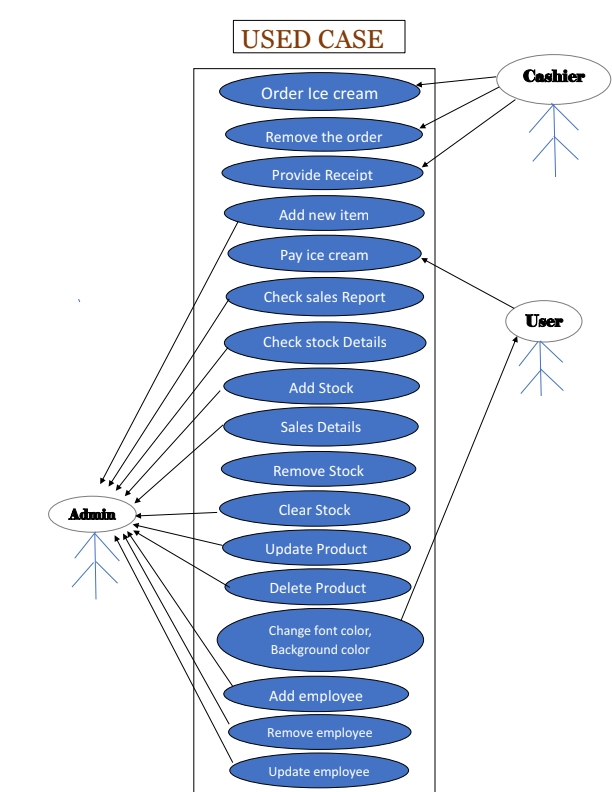 USED CASE
Cashier
Order Ice cream
Remove the order
Provide Receipt
Add new item
Pay ice cream
Check sales Report
User
Check stock Details
Add Stock
Sales Details
Remove Stock
Admin
Clear Stock
Update Product
Delete Product
Change font color,
Background color
Add employee
Remove employee
Update employee